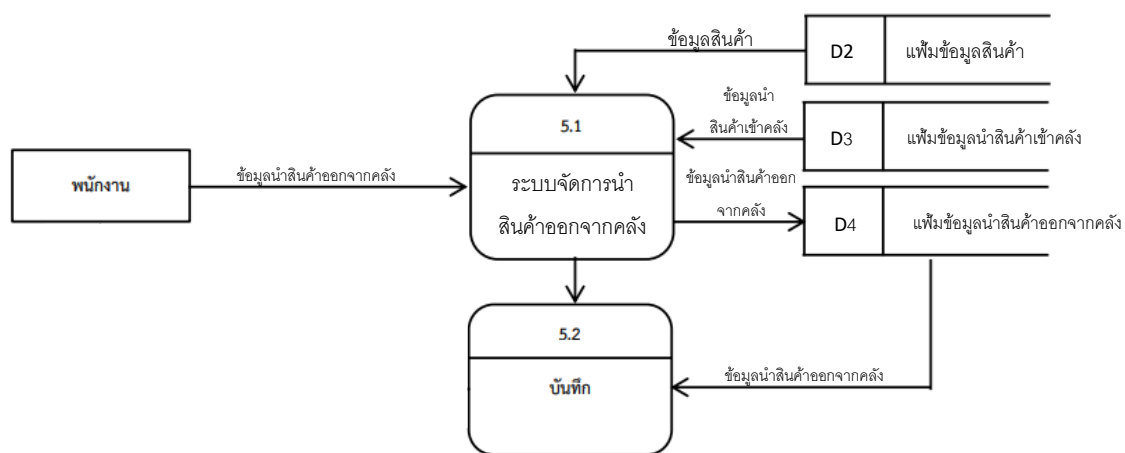 ข้อมูลสินค้า
D2 แฟ้มข้อมูลสินค้า
ข้อมูลนำ
สินค้าเข้าคลัง
D3 แฟ้มข้อมูลนำสินค้าเข้าคลัง
5.1
ระบบจัดการนำ
สินค้าออกจากคลัง
พนักงาน
ข้อมูลนำสินค้าออกจากคลัง
ข้อมูลนำสินค้าออก
จากคลัง
D4 แฟ้มข้อมูลนำสินค้าออกจากคลัง
5.2
บันทึก
ข้อมูลนำสินค้าออกจากคลัง